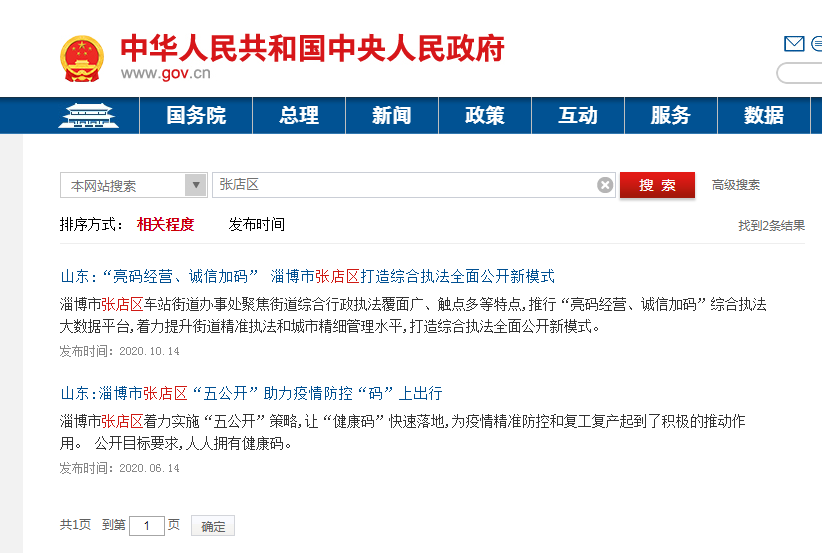 中华人民共和国中央人民政府
www.gov.cn
国务院 总理 新闻 政策 互动 服务 数据
本网站搜索 张店区 搜索 高级搜索
排序方式： 相关程度 发布时间 找到2条结果
山东:“亮码经营、诚信加码” 淄博市张店区打造综合执法全面公开新模式
淄博市张店区车站街道办事处聚焦街道综合行政执法覆面广、触点多等特点,推行“亮码经营、诚信加码”综合执法
大数据平台,着力提升街道精准执法和城市精细管理水平,打造综合执法全面公开新模式。
发布时间：2020.10.14
山东:淄博市张店区“五公开”助力疫情防控“码”上出行
淄博市张店区着力实施“五公开”策略,让“健康码”快速落地,为疫情精准防控和复工复产起到了积极的推动作
用。 公开目标要求,人人拥有健康码。
发布时间：2020.06.14
共1页 到第 1 页 确定